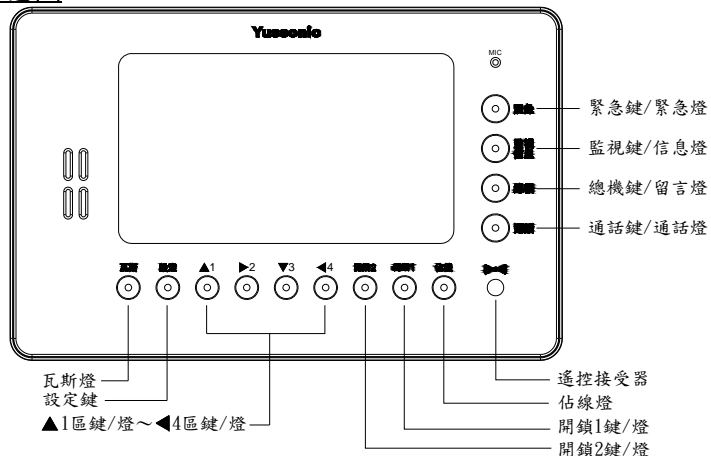 Yussonic
MIC
緊急鍵/緊急燈
監視鍵/信息燈
總機鍵/留言燈
通話鍵/通話燈
▲1
▶2
▼3
◀4
瓦斯燈
設定鍵
▲1區鍵/燈～◀4區鍵/燈
遙控接受器
佔線燈
開鎖1鍵/燈
開鎖2鍵/燈